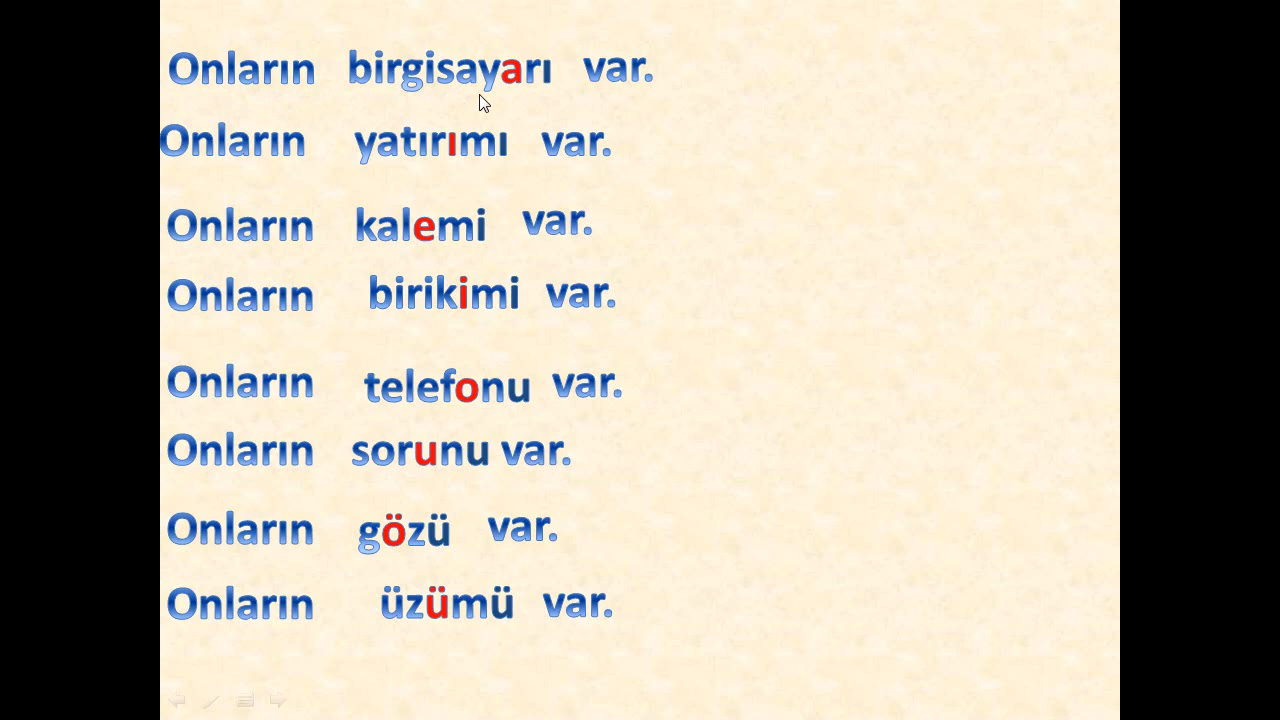 Onların birgisayarı var.
Onların yatırımı var.
Onların kalemi var.
Onların birikimi var.
Onların telefonu var.
Onların sorunu var.
Onların gözü var.
Onların üzümü var.